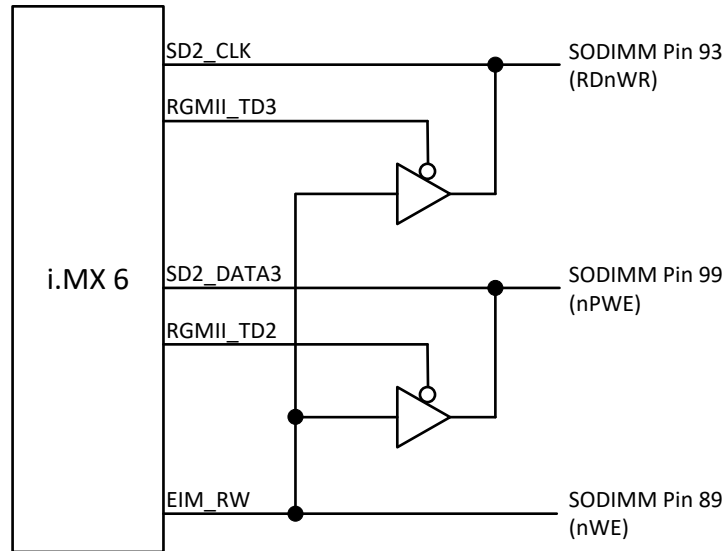 SD2_CLK
SODIMM Pin 93
(RDnWR)
RGMII_TD3
i.MX 6
SD2_DATA3
SODIMM Pin 99
(nPWE)
RGMII_TD2
EIM_RW
SODIMM Pin 89
(nWE)